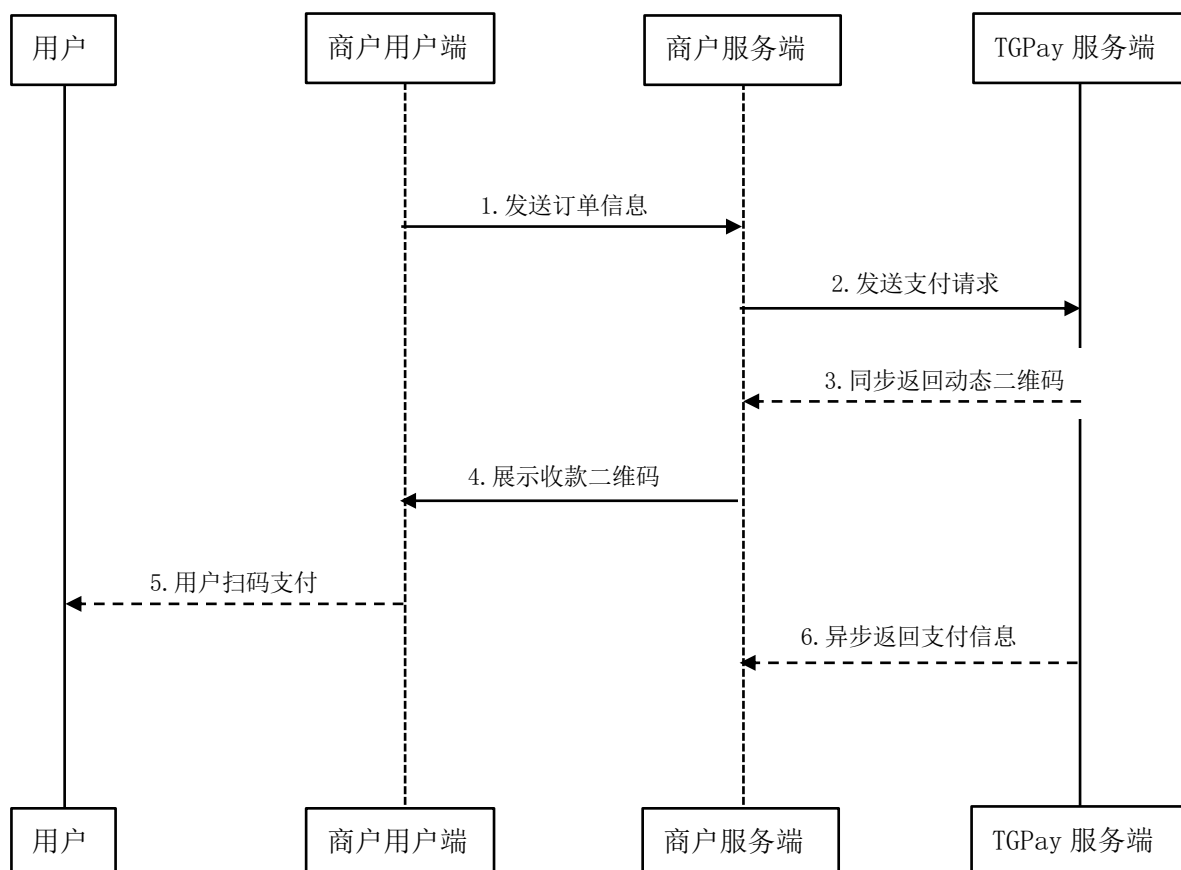 用户
商户用户端
商户服务端
TGPay 服务端
1.发送订单信息
2.发送支付请求
3.同步返回动态二维码
4.展示收款二维码
5.用户扫码支付
6.异步返回支付信息
用户
商户用户端
商户服务端
TGPay 服务端